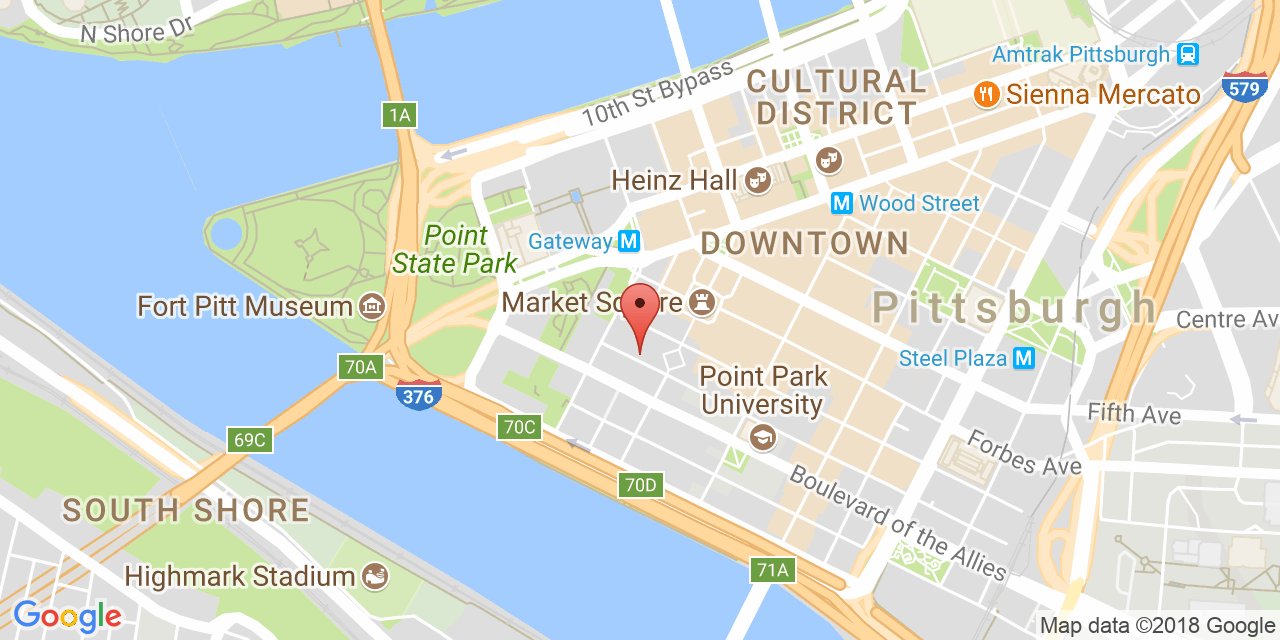 N Shore Dr
Amtrak Pittsburgh
CULTURAL
DISTRICT
10th St Bypass
579
Sienna Mercato
1A
Heinz Hall
M Wood Street
Point
State Park
Gateway M
DOWNTOWN
Fort Pitt Museum
Market
Pittsburgh
Centre Av
70A
Steel Plaza M
376
Point Park
University
70C
Fifth Ave
69C
Forbes Ave
70D
Boulevard of the Allies
SOUTH SHORE
71A
Highmark Stadium
Google
Map data ©2018 Google